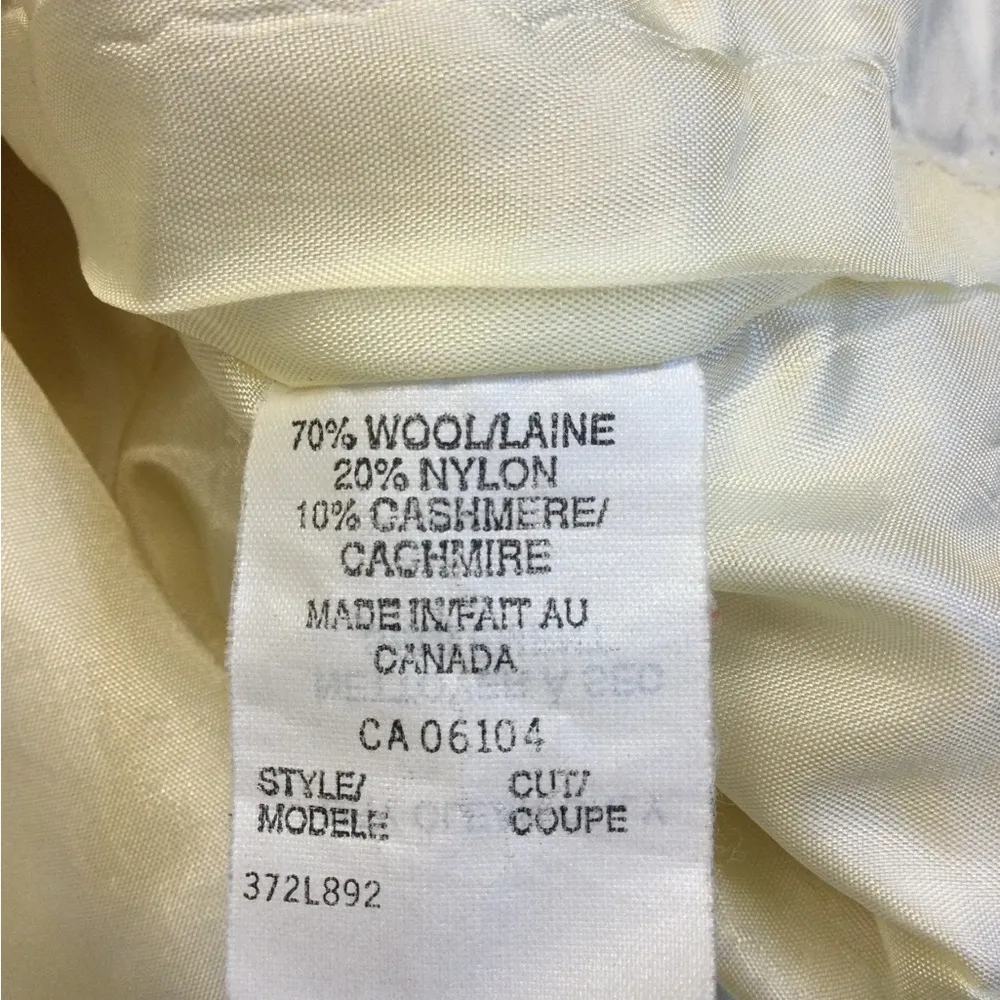 70% WOOL/LAINE
20% NYLON
10% CASHMERE/
CACHMIRE
MADE IN/FAIT AU
CANADA
CA 06104
STYLE/ CUT/
MODELE COUPE
372L892